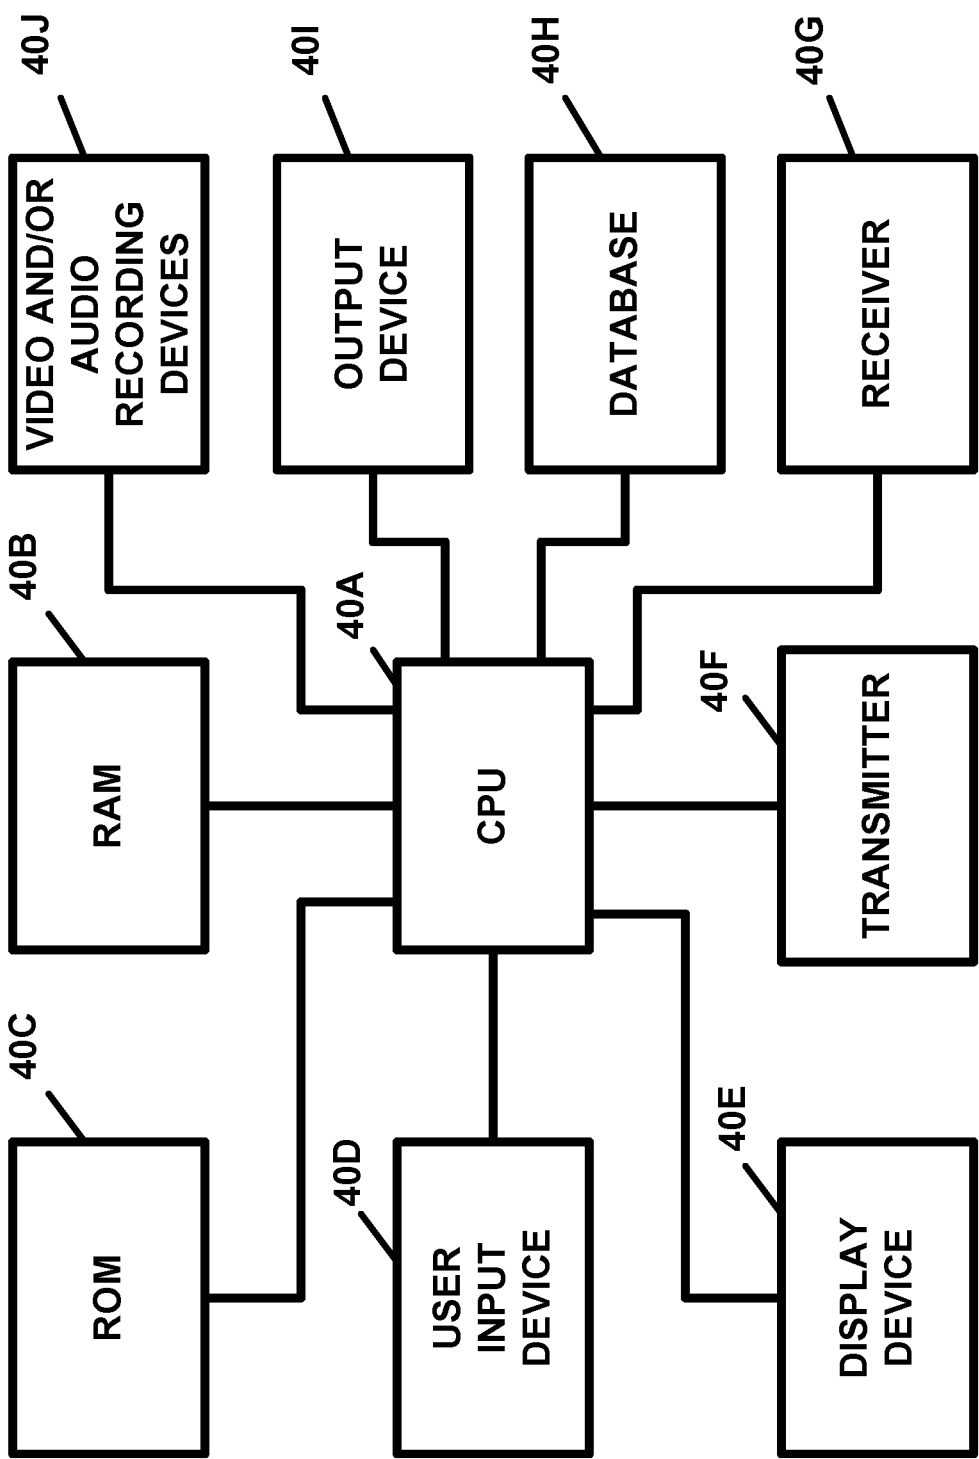 40C
40B
40J
ROM
RAM
VIDEO AND/OR
AUDIO
RECORDING
DEVICES
40I
OUTPUT
DEVICE
40D
40A
USER
INPUT
DEVICE
CPU
40H
DATABASE
40E
40F
40G
DISPLAY
DEVICE
TRANSMITTER
RECEIVER